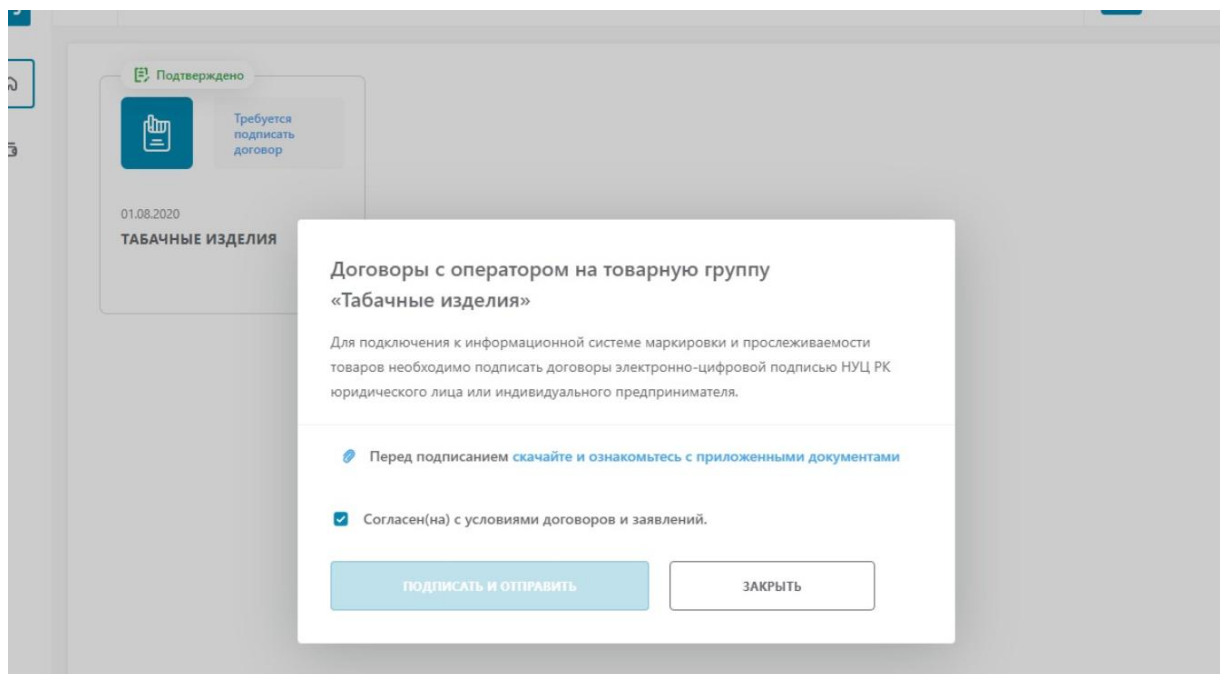 Подтверждено
Требуется
подписать
договор
01.08.2020
ТАБАЧНЫЕ ИЗДЕЛИЯ
Договоры с оператором на товарную группу
«Табачные изделия»
Для подключения к информационной системе маркировки и прослеживаемости
товаров необходимо подписать договоры электронно-цифровой подписью НУЦ РК
юридического лица или индивидуального предпринимателя.
Перед подписанием скачайте и ознакомьтесь с приложенными документами
Согласен(на) с условиями договоров и заявлений.
ПОДПИСАТЬ И ОТПРАВИТЬ
ЗАКРЫТЬ